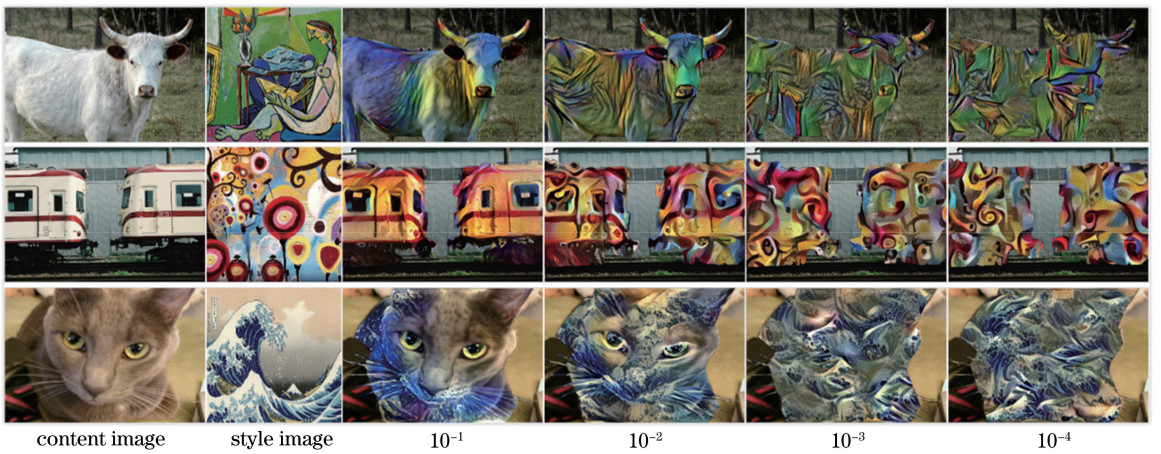 content image style image 10⁻¹ 10⁻² 10⁻³ 10⁻⁴